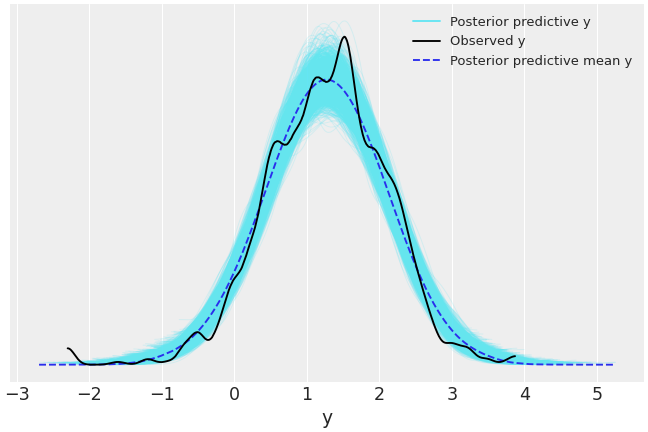 Posterior predictive y
Observed y
Posterior predictive mean y
−3 −2 −1 0 1 2 3 4 5
y